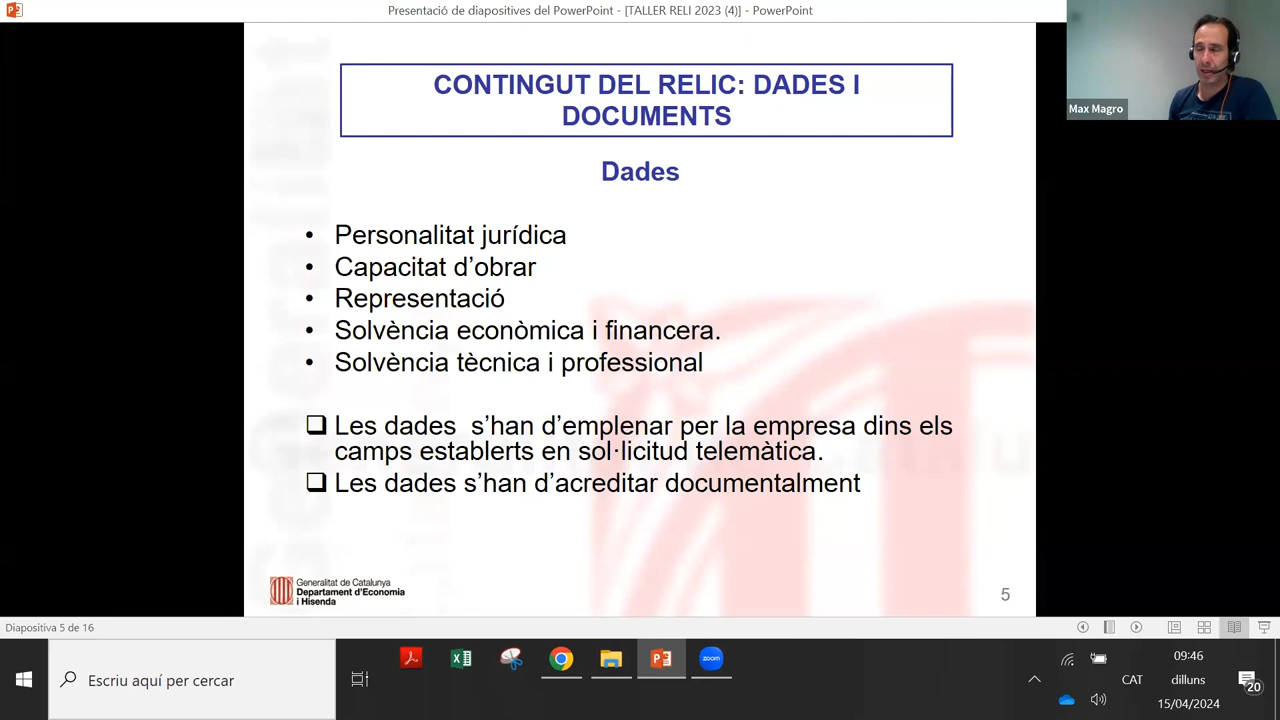 Presentació de diapositives del PowerPoint - [TALLER RELI 2023 (4)] - PowerPoint
Max Magro
CONTINGUT DEL RELIC: DADES I
DOCUMENTS
Dades
• Personalitat jurídica
• Capacitat d’obrar
• Representació
• Solvència econòmica i financera.
• Solvència tècnica i professional
❑ Les dades s’han d’emplenar per la empresa dins els
camps establerts en sol·licitud telemàtica.
❑ Les dades s’han d’acreditar documentalment
Generalitat de Catalunya
Departament d’Economia
i Hisenda
5
Diapositiva 5 de 16
Escriu aquí per cercar
zoom
CAT
09:46
dilluns
15/04/2024
20